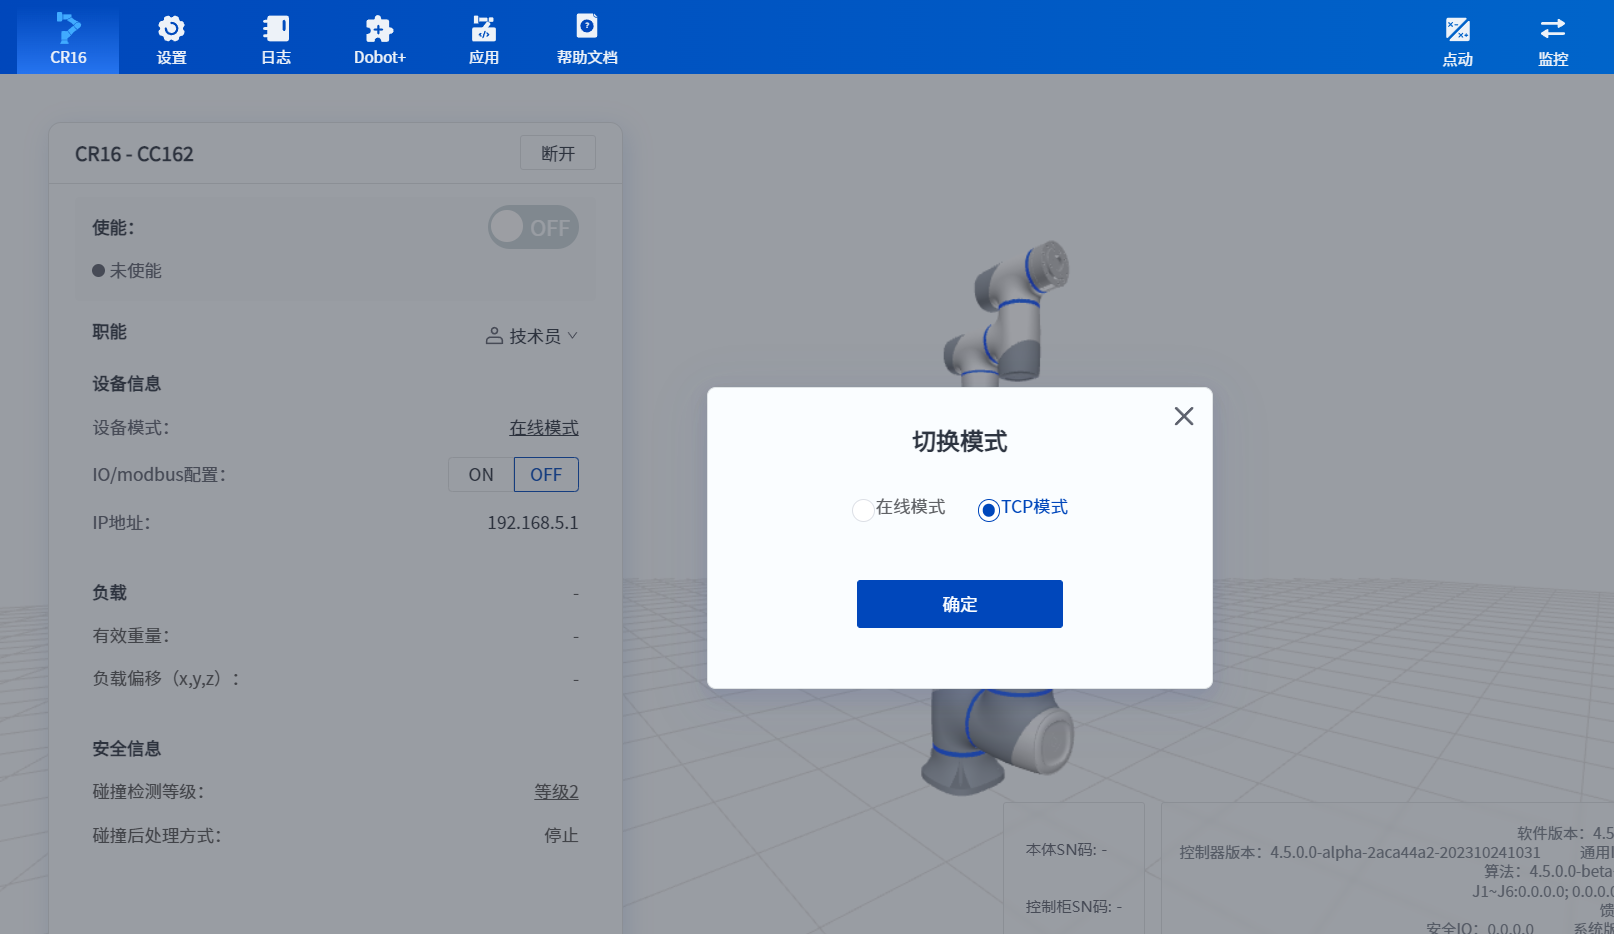 CR16
设置
日志
Dobot+
应用
帮助文档
点动
监控
CR16 - CC162
断开
使能：
OFF
未使能
职能
技术员
设备信息
设备模式：
在线模式
IO/modbus配置：
ON
OFF
IP地址：
192.168.5.1
负载
-
有效重量：
-
负载偏移（x,y,z）：
-
安全信息
碰撞检测等级：
等级2
碰撞后处理方式：
停止
切换模式
在线模式
TCP模式
确定
本体SN码: -
控制柜SN码: -
软件版本：4.5
控制器版本：4.5.0.0-alpha-2aca44a2-202310241031 通用
算法：4.5.0.0-beta
J1~J6:0.0.0.0; 0.0.0.
馈
安全IO：0.0.0.0 系统版